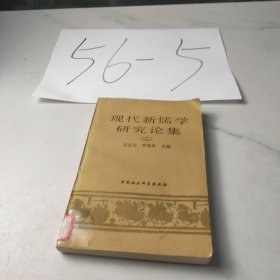 56-5
现代新儒学
研究论集
(二)
方克立 李锦全 主编
中国社会科学出版社